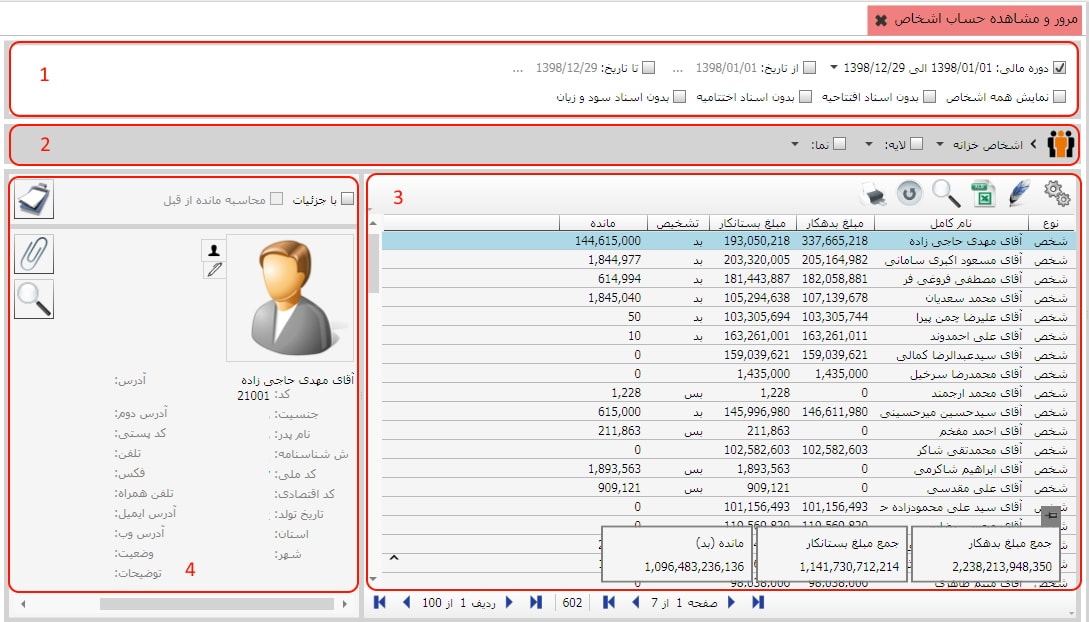 مرور و مشاهده حساب اشخاص
1
دوره مالی: 1398/01/01 الی 1398/12/29 از تاریخ: 1398/01/01 ... تا تاریخ: 1398/12/29 ...
نمایش همه اشخاص بدون اسناد افتتاحیه بدون اسناد اختتامیه بدون اسناد سود و زیان
2
اشخاص خزانه لایه: نما:
3
نوع نام کامل مبلغ بدهکار مبلغ بستانکار تشخیص مانده
شخص آقای مهدی حاجی زاده 337,665,218 193,050,218 بد 144,615,000
شخص آقای مسعود اکبری سامانی 205,164,982 203,320,005 بد 1,844,977
شخص آقای مصطفی فروغی فر 182,058,881 181,443,887 بد 614,994
شخص آقای محمد سعدیان 107,139,678 105,294,638 بد 1,845,040
شخص آقای علیرضا چمن پیرا 103,305,744 103,305,694 بد 50
شخص آقای علی احمدوند 163,261,011 163,261,001 بد 10
شخص آقای سیدعبدالرضا کمالی 159,039,621 159,039,621 0
شخص آقای محمدرضا سرخیل 1,435,000 1,435,000 0
شخص آقای محمد ارجمند 0 1,228 بس 1,228
شخص آقای سیدحسین میرحسینی 146,611,980 145,996,980 بد 615,000
شخص آقای احمد مفخم 0 211,863 بس 211,863
شخص آقای محمدتقی شاکر 102,582,603 102,582,603 0
شخص آقای ابراهیم شاکرمی 0 1,893,563 بس 1,893,563
شخص آقای علی مقدسی 0 909,121 بس 909,121
شخص آقای سید علی محمودزاده ح 101,156,493 101,156,493 0
جمع مبلغ بدهکار جمع مبلغ بستانکار مانده (بد)
2,238,213,948,350 1,141,730,712,214 1,096,483,236,136
صفحه 1 از 7 602 ردیف 1 از 100
با جزئیات محاسبه مانده از قبل
آقای مهدی حاجی زاده آدرس:
کد: 21001
جنسیت: آدرس دوم:
نام پدر: کد پستی:
ش شناسنامه: تلفن:
کد ملی: فکس:
کد اقتصادی: تلفن همراه:
تاریخ تولد: آدرس ایمیل:
استان: آدرس وب:
شهر: وضعیت:
توضیحات:
4